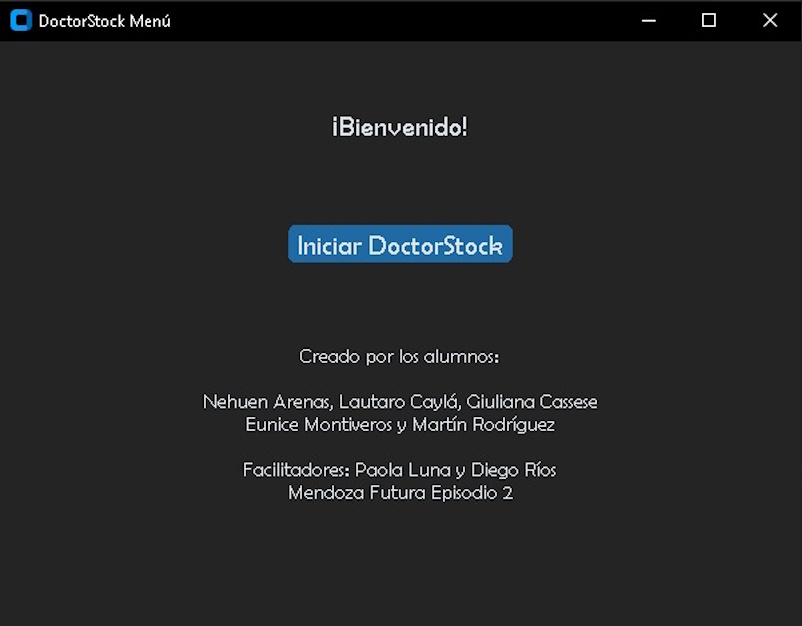 DoctorStock Menú
¡Bienvenido!
Iniciar DoctorStock
Creado por los alumnos:
Nehuen Arenas, Lautaro Caylá, Giuliana Cassese
Eunice Montiveros y Martín Rodríguez
Facilitadores: Paola Luna y Diego Ríos
Mendoza Futura Episodio 2